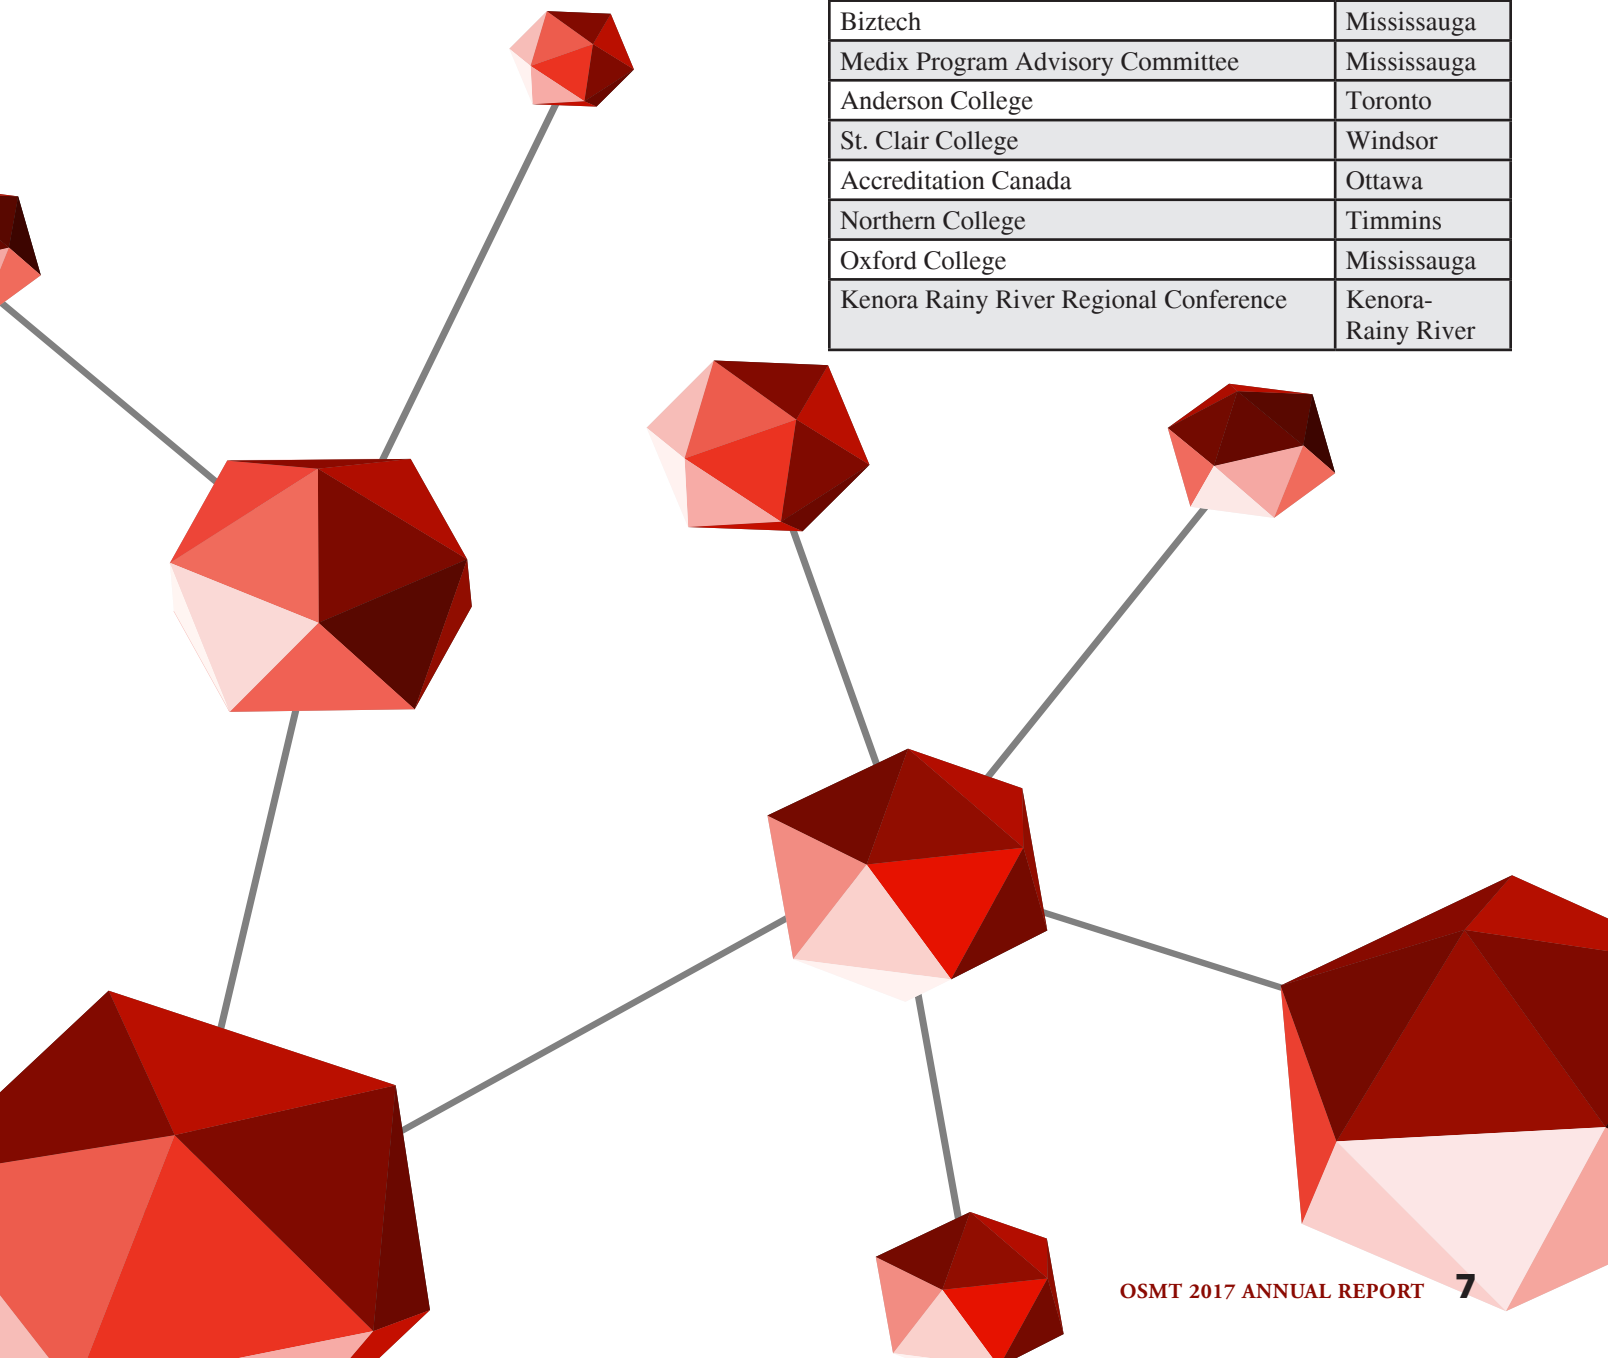 Biztech Mississauga
Medix Program Advisory Committee Mississauga
Anderson College Toronto
St. Clair College Windsor
Accreditation Canada Ottawa
Northern College Timmins
Oxford College Mississauga
Kenora Rainy River Regional Conference Kenora-
Rainy River
OSMT 2017 ANNUAL REPORT 7